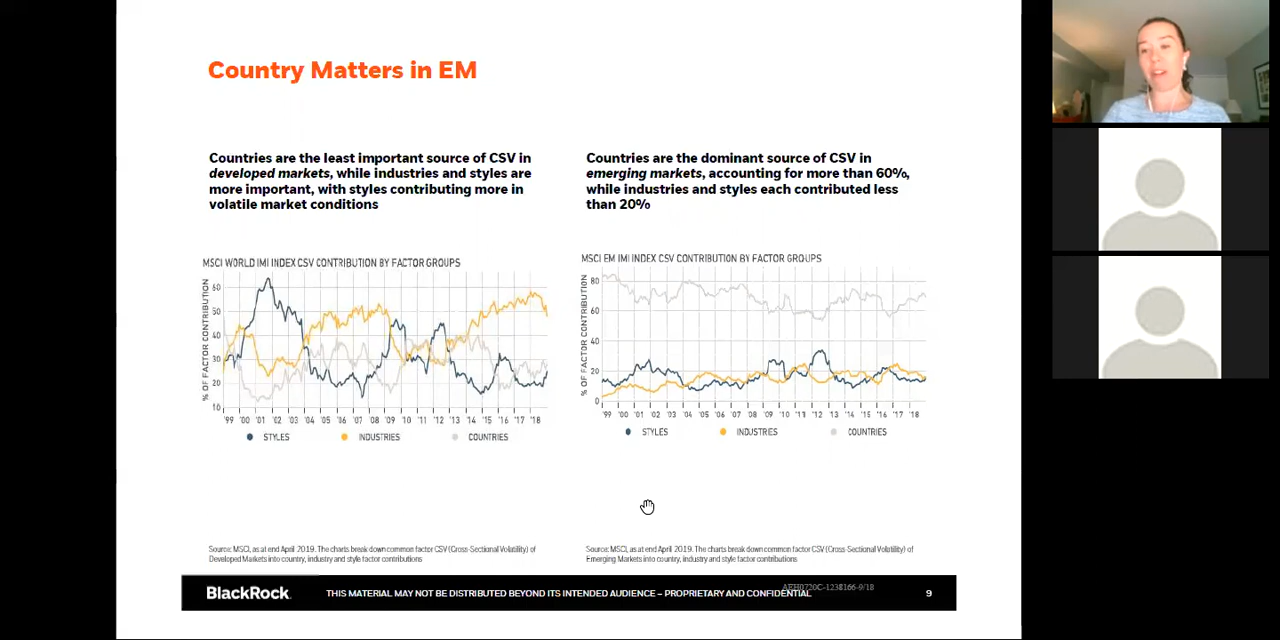 Country Matters in EM
Countries are the least important source of CSV in
developed markets, while industries and styles are
more important, with styles contributing more in
volatile market conditions
Countries are the dominant source of CSV in
emerging markets, accounting for more than 60%,
while industries and styles each contributed less
than 20%
MSCI WORLD IMI INDEX CSV CONTRIBUTION BY FACTOR GROUPS
% OF FACTOR CONTRIBUTION
60
50
40
30
20
10
'99 '00 '01 '02 '03 '04 '05 '06 '07 '08 '09 '10 '11 '12 '13 '14 '15 '16 '17 '18
STYLES INDUSTRIES COUNTRIES
MSCI EM IMI INDEX CSV CONTRIBUTION BY FACTOR GROUPS
% OF FACTOR CONTRIBUTION
80
60
40
20
0
'99 '00 '01 '02 '03 '04 '05 '06 '07 '08 '09 '10 '11 '12 '13 '14 '15 '16 '17 '18
STYLES INDUSTRIES COUNTRIES
Source: MSCI, as at end April 2019. The charts break down common factor CSV (Cross-Sectional Volatility) of
Developed Markets into country, industry and style factor contributions
Source: MSCI, as at end April 2019. The charts break down common factor CSV (Cross-Sectional Volatility) of
Emerging Markets into country, industry and style factor contributions
BlackRock.
THIS MATERIAL MAY NOT BE DISTRIBUTED BEYOND ITS INTENDED AUDIENCE – PROPRIETARY AND CONFIDENTIAL
9